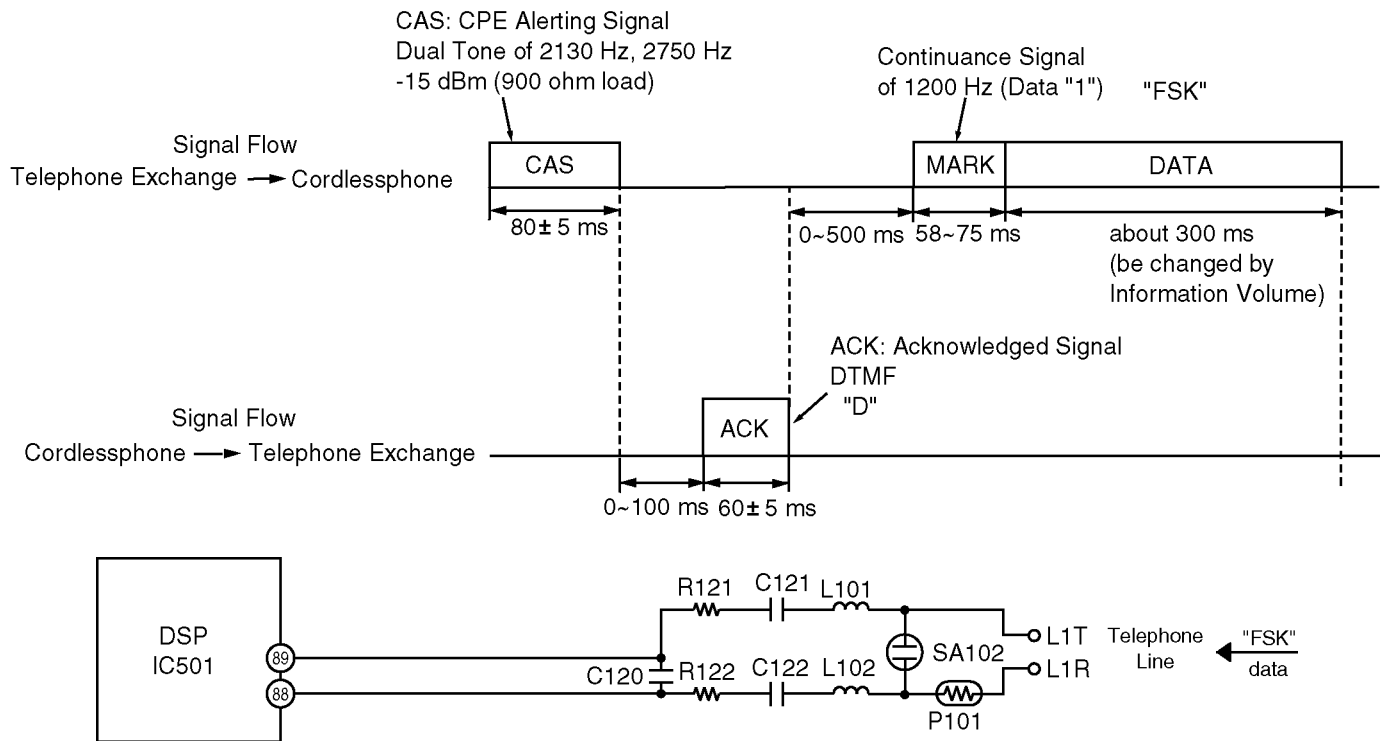 CAS: CPE Alerting Signal
Dual Tone of 2130 Hz, 2750 Hz
-15 dBm (900 ohm load)
Continuance Signal
of 1200 Hz (Data "1")
"FSK"
Signal Flow
Telephone Exchange → Cordlessphone
CAS
MARK
DATA
80± 5 ms
0~500 ms
58~75 ms
about 300 ms
(be changed by
Information Volume)
ACK: Acknowledged Signal
DTMF
"D"
Signal Flow
Cordlessphone → Telephone Exchange
ACK
0~100 ms
60± 5 ms
DSP
IC501
89
88
C120
R121
C121
L101
R122
C122
L102
SA102
P101
L1T
L1R
Telephone
Line
"FSK"
data